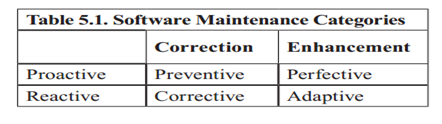 Table 5.1. Software Maintenance Categories
Correction Enhancement
Proactive Preventive Perfective
Reactive Corrective Adaptive